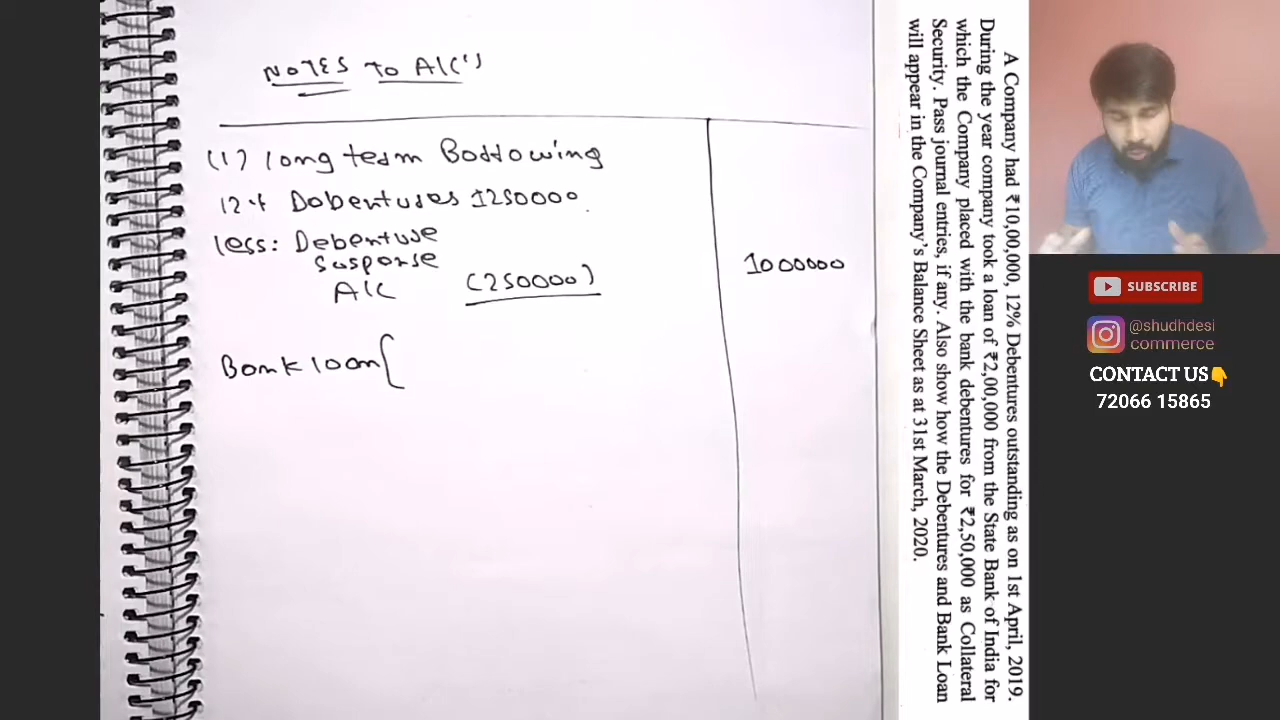 NOTES TO A/C's
(1) long term Borrowing
12% Debentures 1250000
less: Debenture
Suspense
A/C (250000) 1000000
Bank loan {
A Company had ₹10,00,000, 12% Debentures outstanding as on 1st April, 2019.
During the year company took a loan of ₹2,00,000 from the State Bank of India for
which the Company placed with the bank debentures for ₹2,50,000 as Collateral
Security. Pass journal entries, if any. Also show how the Debentures and Bank Loan
will appear in the Company's Balance Sheet as at 31st March, 2020.
SUBSCRIBE
@shudhdesi
commerce
CONTACT US👇
72066 15865